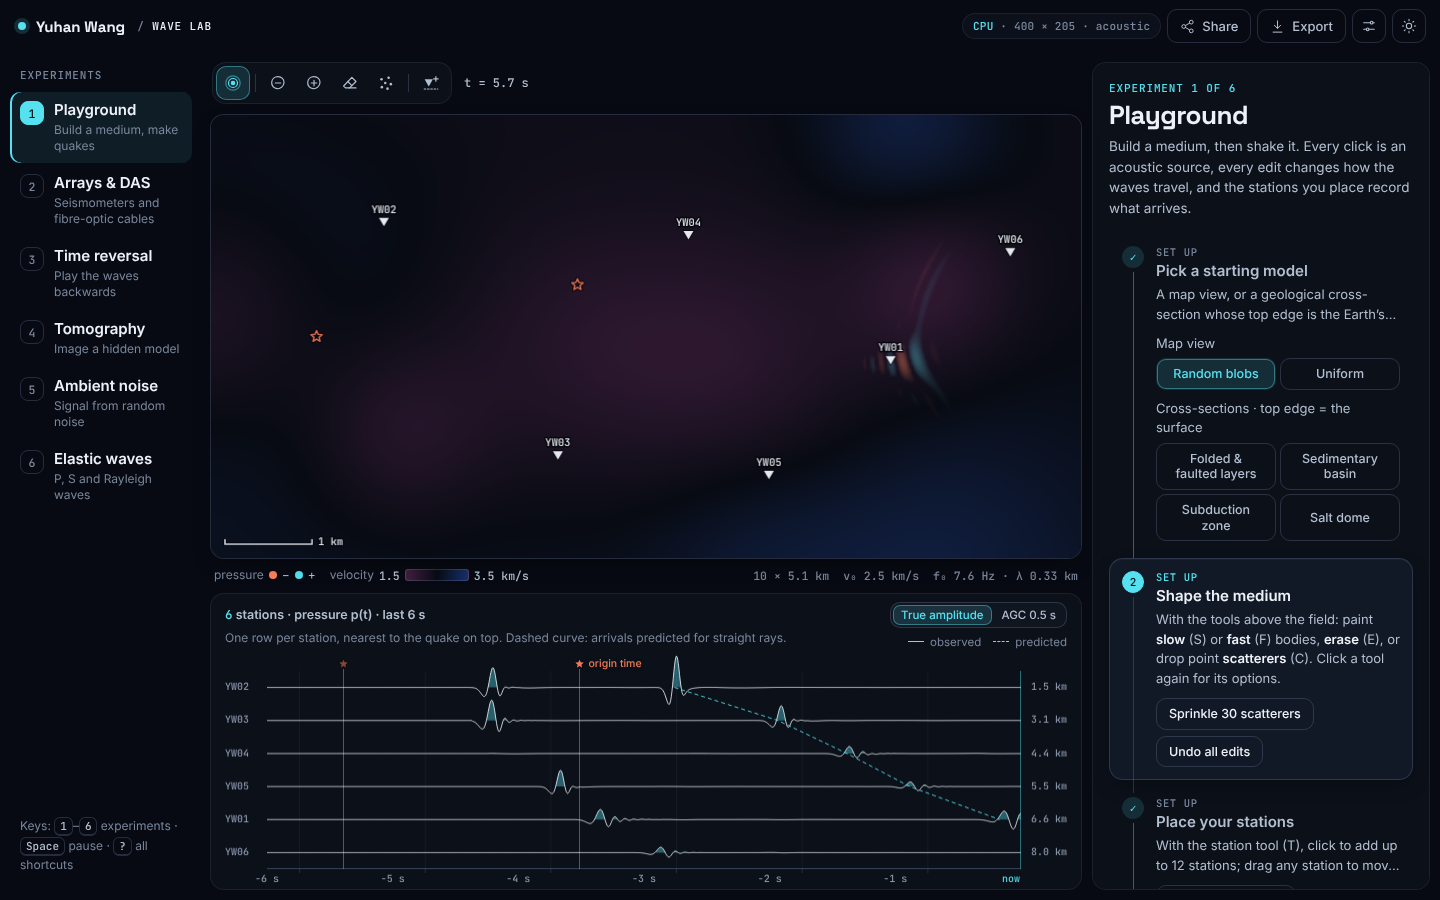 Yuhan Wang / WAVE LAB
CPU · 400 × 205 · acoustic
Share
Export
EXPERIMENTS
1 Playground
Build a medium, make
quakes
2 Arrays & DAS
Seismometers and
fibre-optic cables
3 Time reversal
Play the waves
backwards
4 Tomography
Image a hidden model
5 Ambient noise
Signal from random
noise
6 Elastic waves
P, S and Rayleigh
waves
Keys: 1–6 experiments ·
Space pause · ? all
shortcuts
t = 5.7 s
YW02
YW04
YW06
YW01
YW03
YW05
1 km
pressure − + velocity 1.5 3.5 km/s
10 × 5.1 km v₀ 2.5 km/s f₀ 7.6 Hz · λ 0.33 km
6 stations · pressure p(t) · last 6 s
True amplitude AGC 0.5 s
One row per station, nearest to the quake on top. Dashed curve: arrivals predicted for straight rays.
observed predicted
origin time
YW02 1.5 km
YW03 3.1 km
YW04 4.4 km
YW05 5.5 km
YW01 6.6 km
YW06 8.0 km
-6 s -5 s -4 s -3 s -2 s -1 s now
EXPERIMENT 1 OF 6
Playground
Build a medium, then shake it. Every click is an
acoustic source, every edit changes how the
waves travel, and the stations you place record
what arrives.
✓ SET UP
Pick a starting model
A map view, or a geological cross-
section whose top edge is the Earth's...
Map view
Random blobs
Uniform
Cross-sections · top edge = the
surface
Folded &
faulted layers
Sedimentary
basin
Subduction
zone
Salt dome
2 SET UP
Shape the medium
With the tools above the field: paint
slow (S) or fast (F) bodies, erase (E), or
drop point scatterers (C). Click a tool
again for its options.
Sprinkle 30 scatterers
Undo all edits
✓ SET UP
Place your stations
With the station tool (T), click to add up
to 12 stations; drag any station to mov...